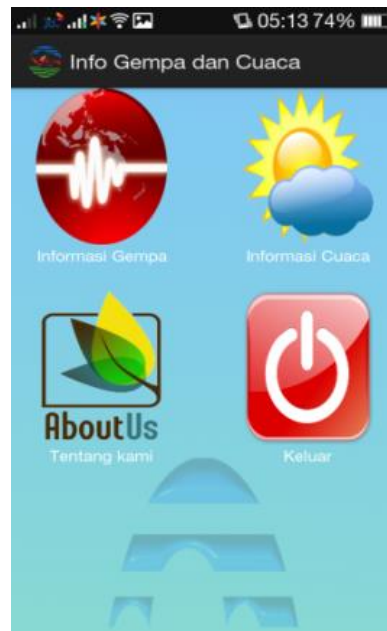 05:13 74%
Info Gempa dan Cuaca
Informasi Gempa
Informasi Cuaca
AboutUs
Tentang kami
Keluar